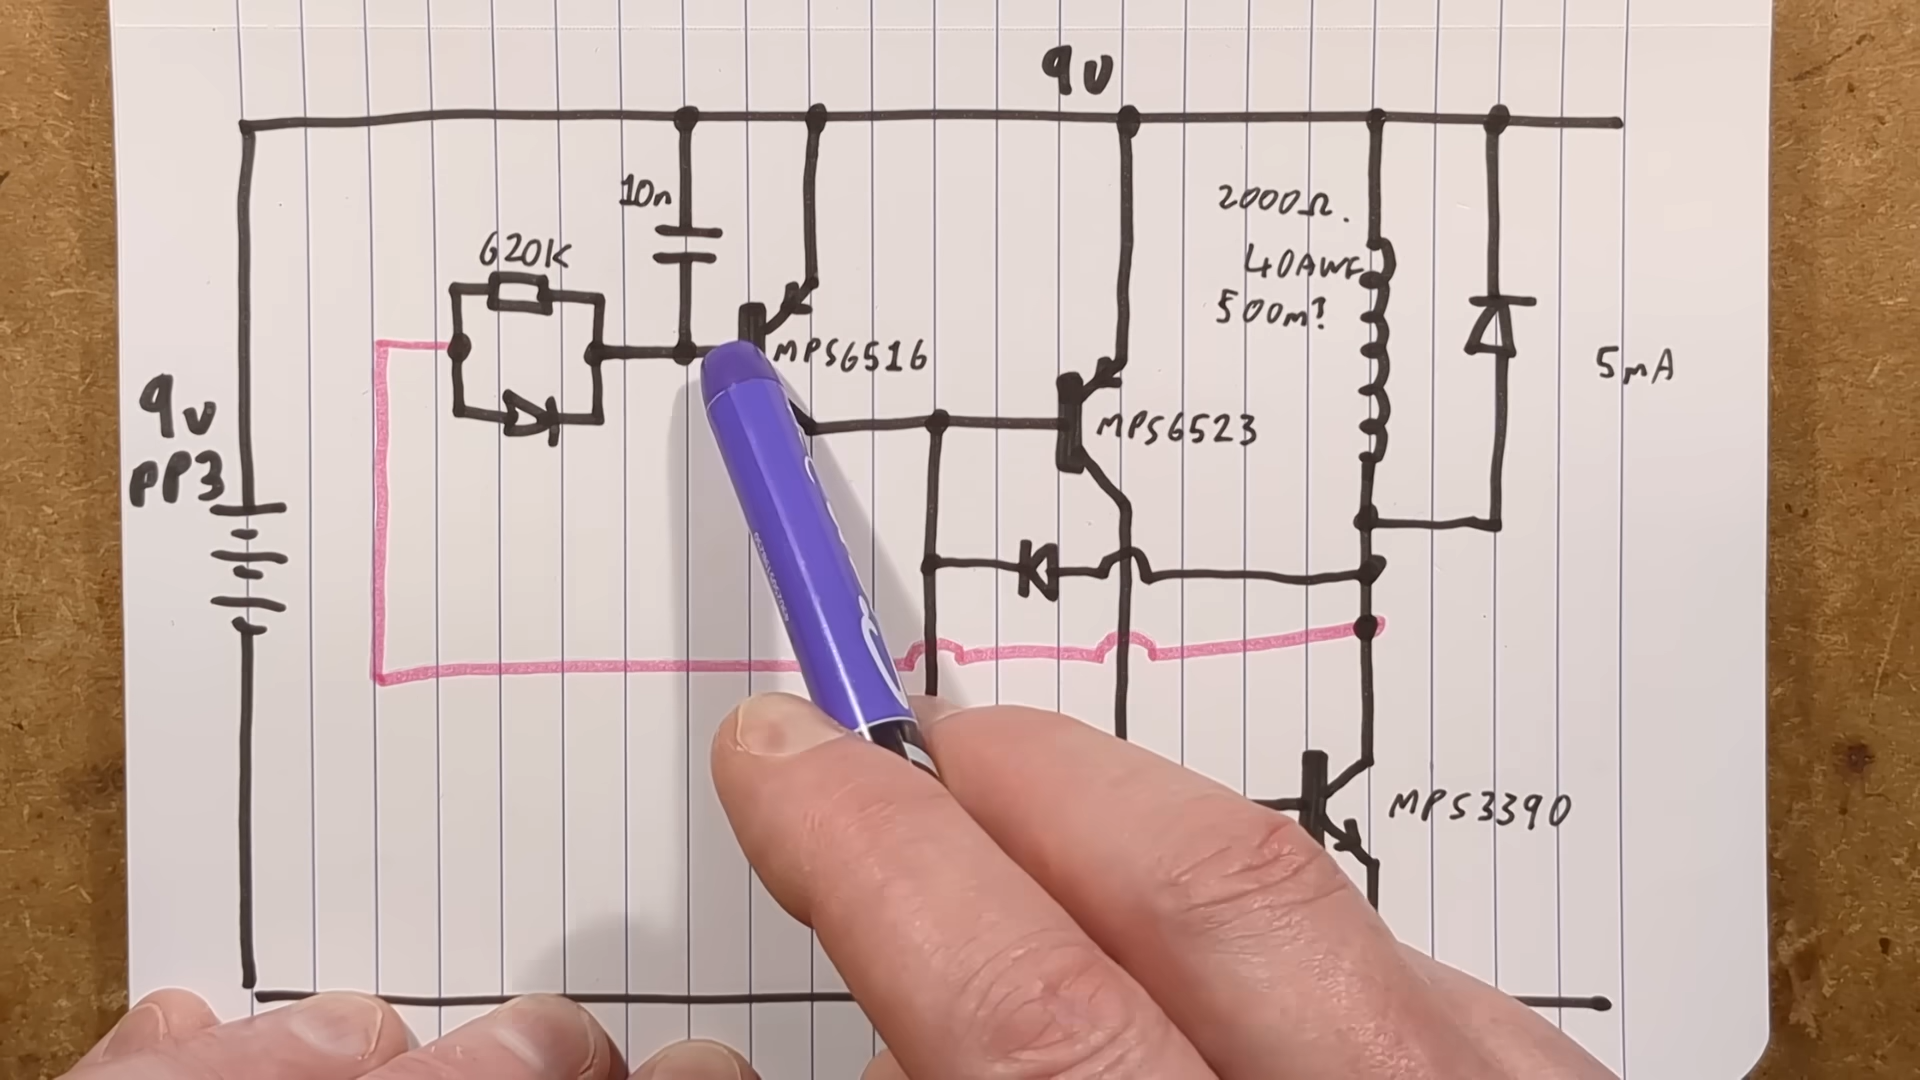 9v
10n
620K
2000Ω.
40AWG
500m?
MPS6516
5mA
9v
PP3
MPS6523
MPS3390